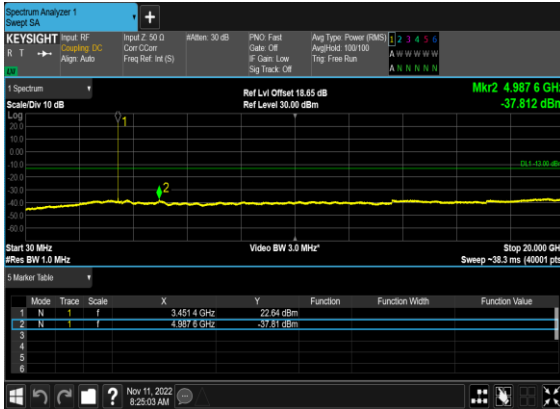 Spectrum Analyzer 1
Swept SA
+
KEYSIGHT Input: RF Input Z: 50 Ω #Atten: 30 dB PNO: Fast Avg Type: Power (RMS) 1 2 3 4 5 6
R T Coupling: DC Corr CCorr Gate: Off Avg|Hold: 100/100 A W W W W W
Align: Auto Freq Ref: Int (S) IF Gain: Low Trig: Free Run
Sig Track: Off A N N N N N
1 Spectrum
Scale/Div 10 dB
Ref Lvl Offset 18.65 dB
Ref Level 30.00 dBm
Mkr2 4.987 6 GHz
-37.812 dBm
Log
20.0
10.0
0.00
-10.0
-20.0
-30.0
-40.0
-50.0
-60.0
1
2
DL1 -13.00 dBm
Start 30 MHz Video BW 3.0 MHz* Stop 20.000 GH
#Res BW 1.0 MHz Sweep ~38.3 ms (40001 pts
5 Marker Table
Mode Trace Scale X Y Function Function Width Function Value
1 N 1 f 3.451 4 GHz 22.64 dBm
2 N 1 f 4.987 6 GHz -37.81 dBm
3
4
5
6
?
Nov 11, 2022
8:25:03 AM